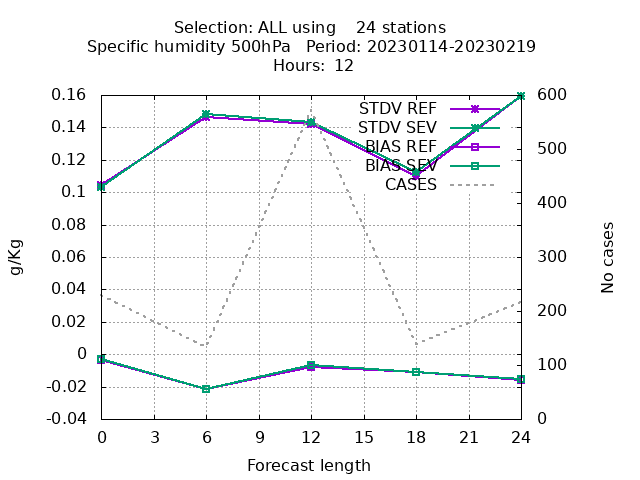 Selection: ALL using    24 stations
Specific humidity 500hPa   Period: 20230114-20230219
Hours:  12
0.16
0.14
0.12
0.1
0.08
0.06
0.04
0.02
0
-0.02
-0.04
g/Kg
STDV REF
STDV SEV
BIAS REF
BIAS SEV
CASES
600
500
400
300
200
100
0
No cases
0 3 6 9 12 15 18 21 24
Forecast length